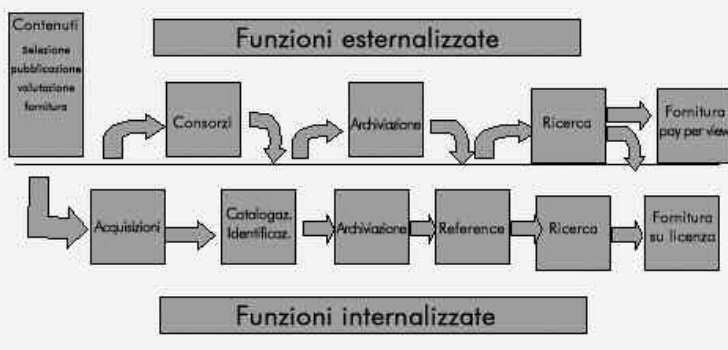 Contenuti
Selezione
pubblicazione
valutazione
fornitura
Funzioni esternalizzate
Consorzi
Archiviazione
Ricerca
Fornitura
pay per view
Acquisizioni
Catalogaz.
Identificaz.
Archiviazione
Reference
Ricerca
Fornitura
su licenza
Funzioni internalizzate